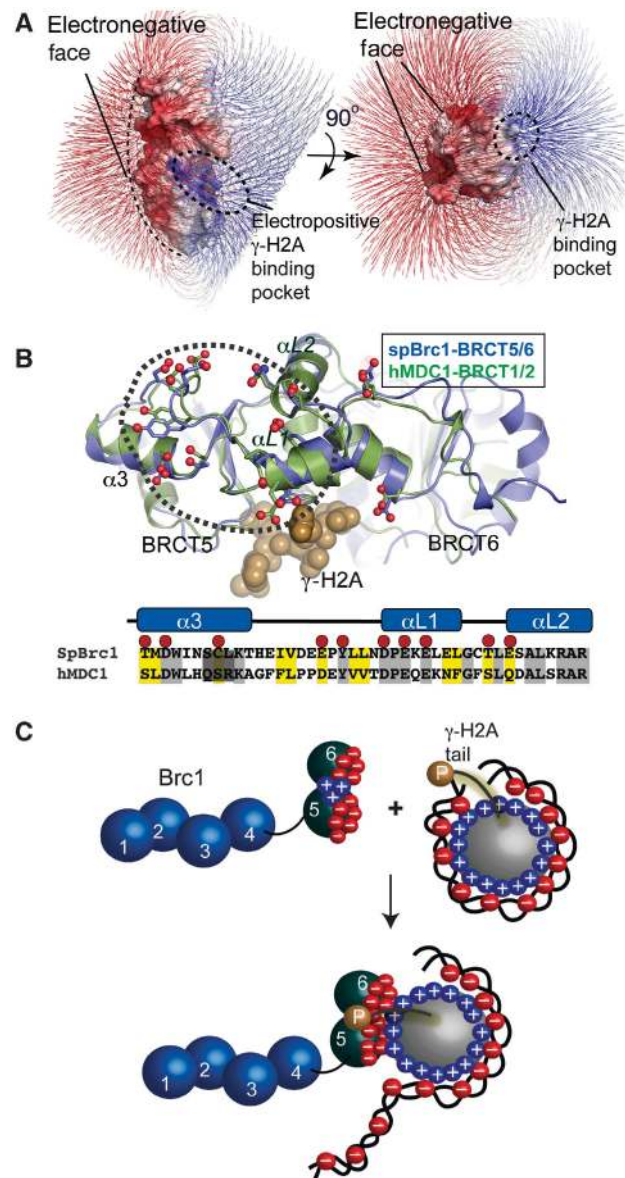 A
Electronegative
face
Electropositive
γ-H2A
binding
pocket
90°
Electronegative
face
γ-H2A
binding
pocket
B
spBrc1-BRCT5/6
hMDC1-BRCT1/2
αL2
αL1
α3
BRCT5
γ-H2A
BRCT6
α3 αL1 αL2
SpBrc1 TMDWINSCLKTHEIVDEEPYLLNDPEKELELGCTLESALKRAR
hMDC1 SLDWLHQSRKAGFFLPPDEYVVTDPEQEKNFGFSLQDALSRAR
C
Brc1
6
5
1 2 3 4
+
γ-H2A
tail
P
6
P
5
1 2 3 4